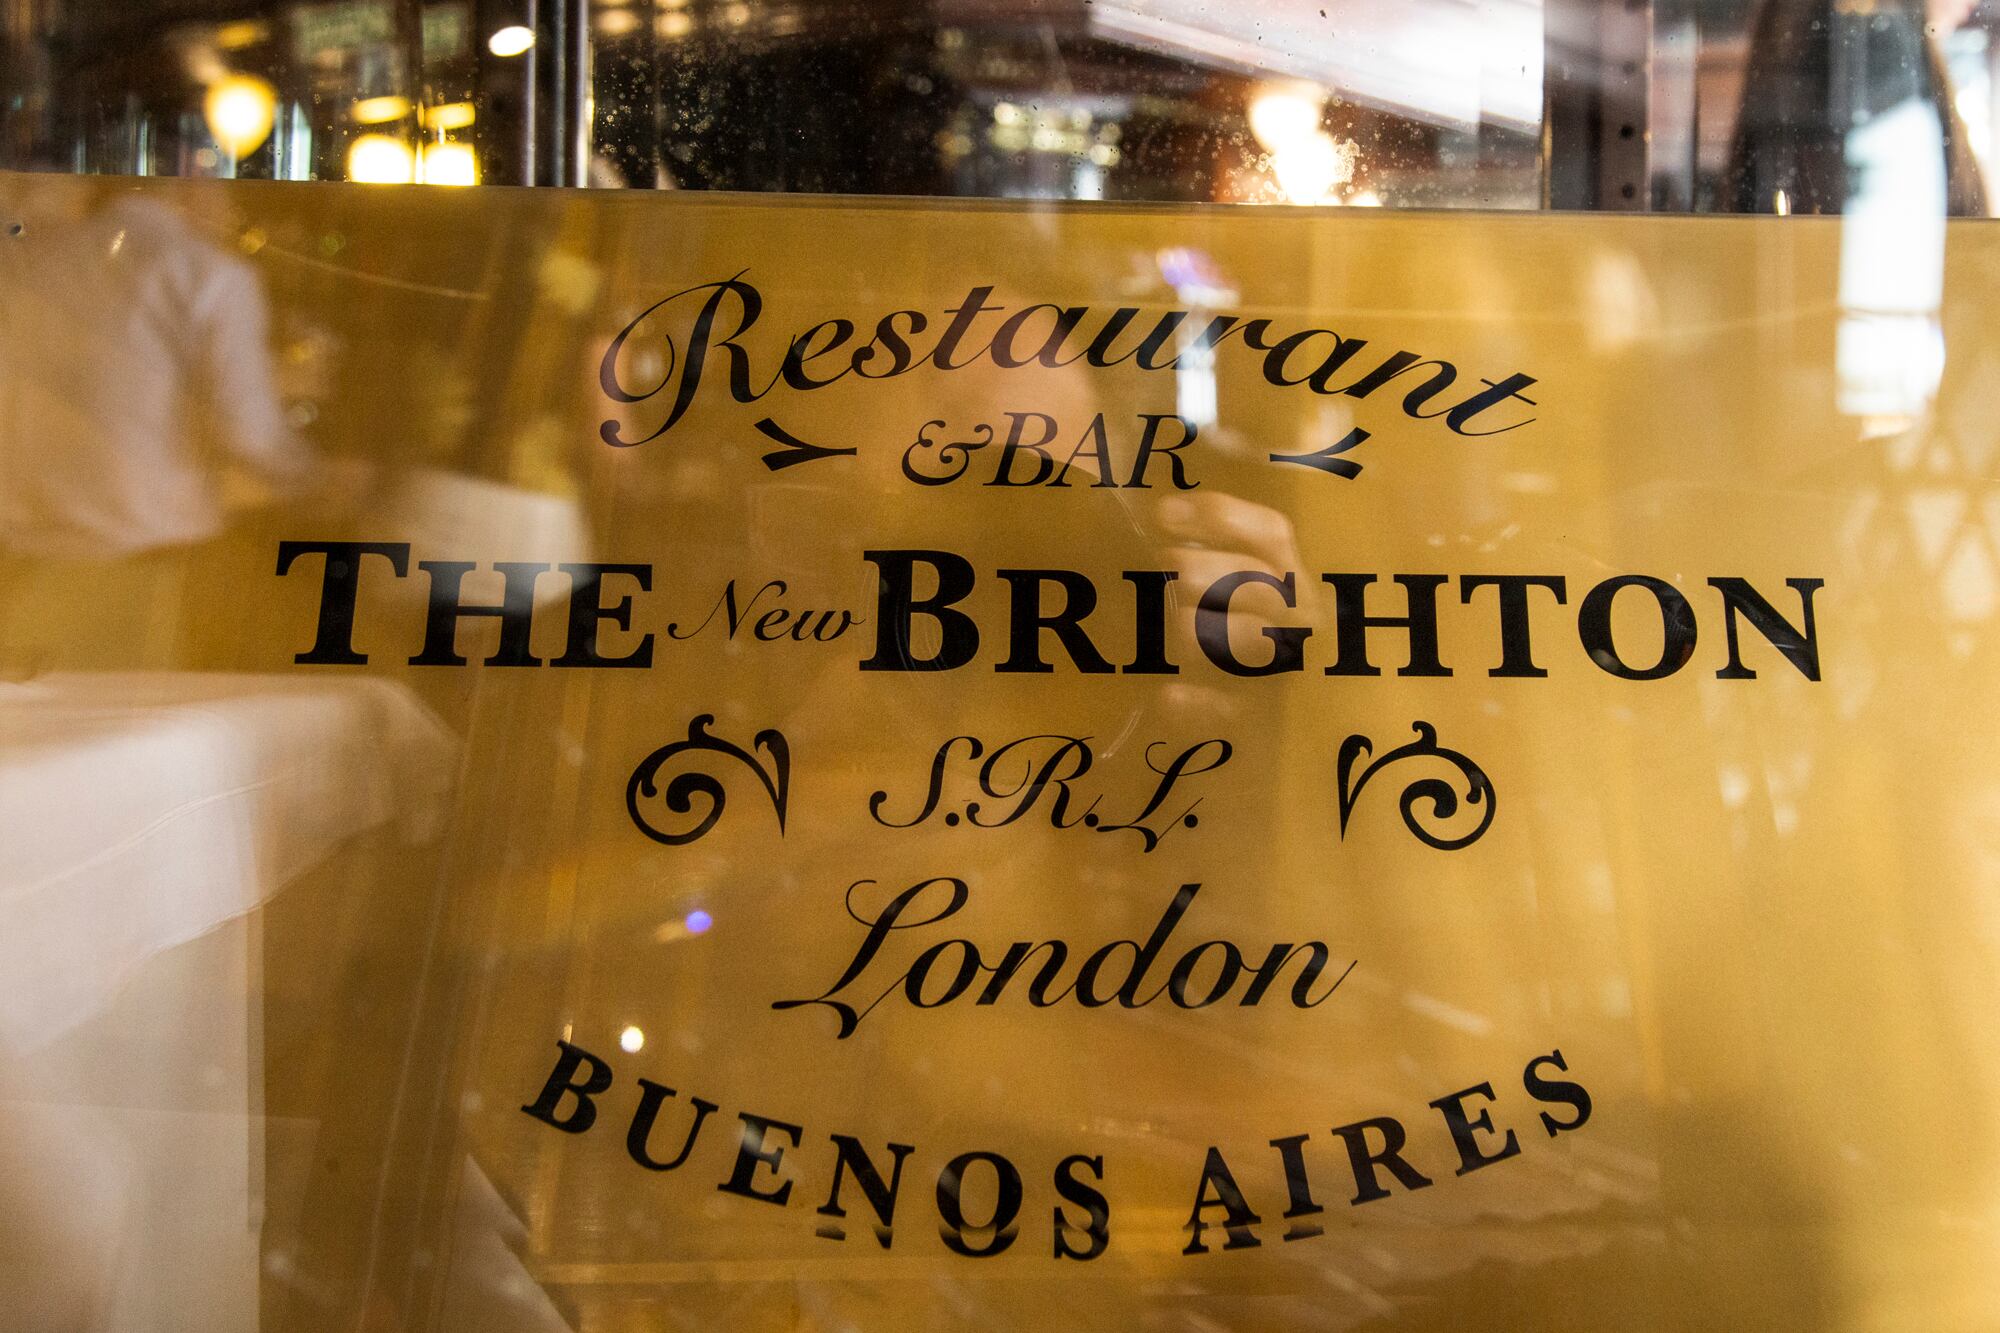 Restaurant
& BAR
THE New BRIGHTON
S.R.L.
London
BUENOS AIRES